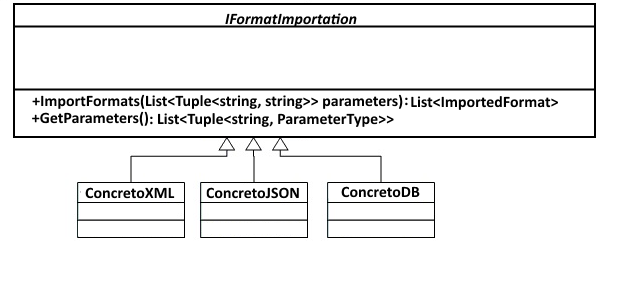 IFormatImportation
+ImportFormats(List<Tuple<string, string>> parameters): List<ImportedFormat>
+GetParameters(): List<Tuple<string, ParameterType>>
ConcretoXML
ConcretoJSON
ConcretoDB